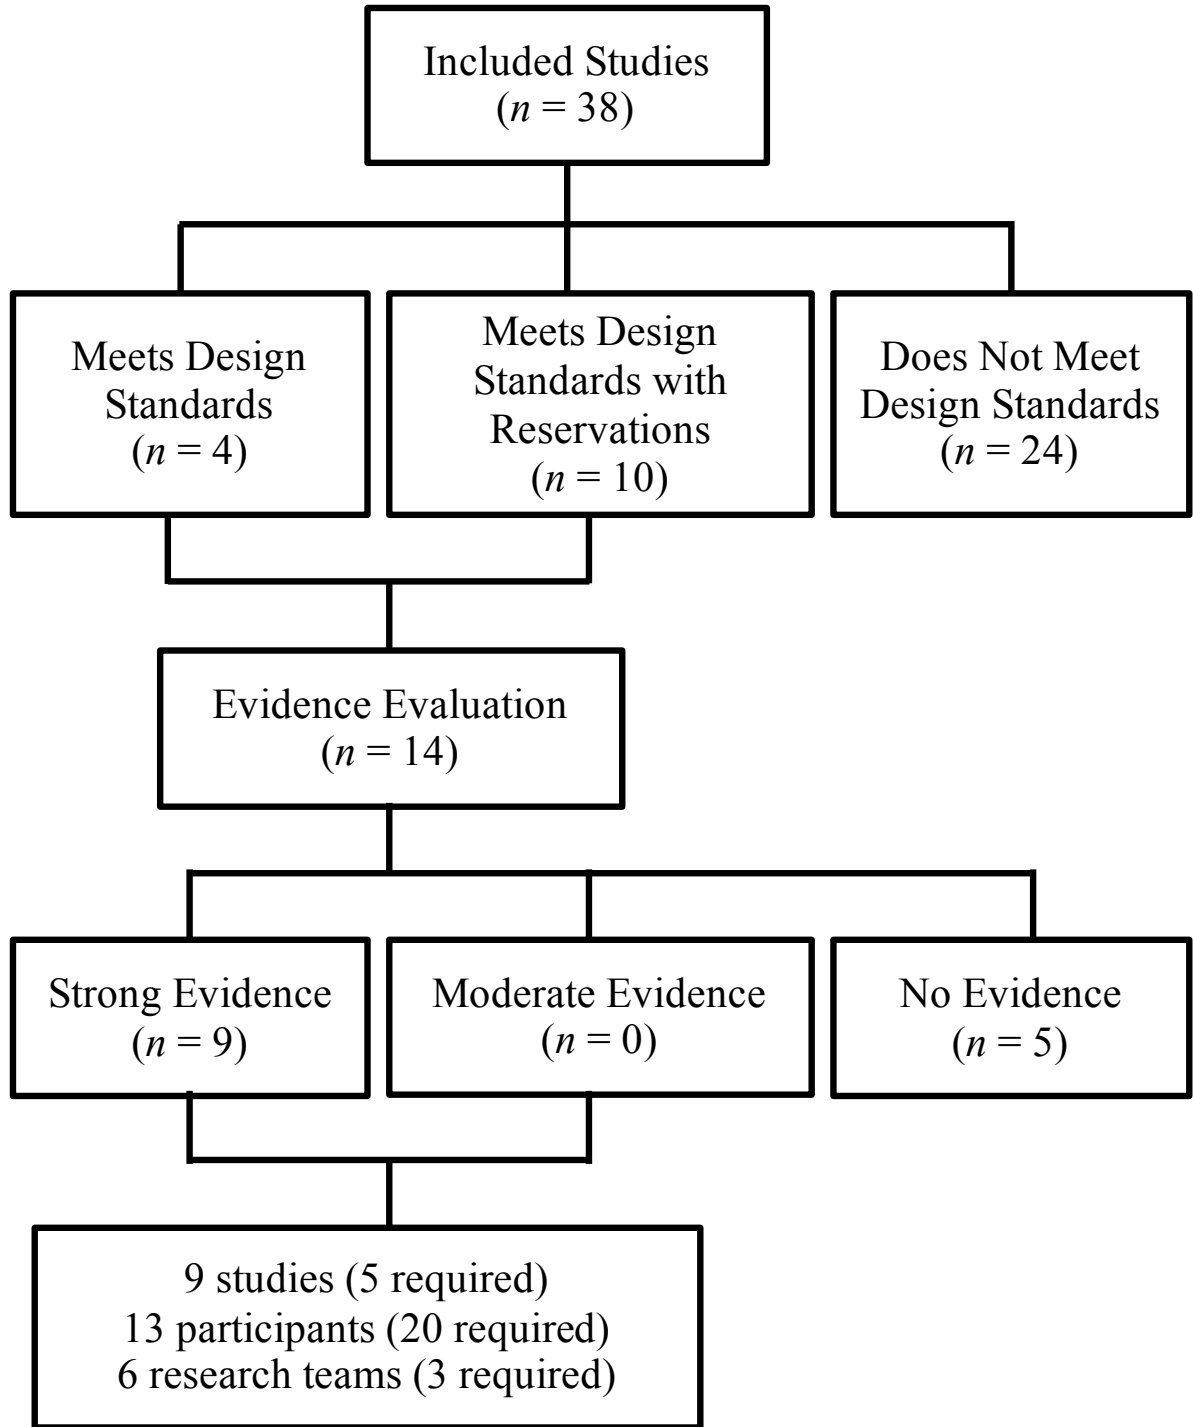 Included Studies
(n = 38)
Meets Design
Standards
(n = 4)
Meets Design
Standards with
Reservations
(n = 10)
Does Not Meet
Design Standards
(n = 24)
Evidence Evaluation
(n = 14)
Strong Evidence
(n = 9)
Moderate Evidence
(n = 0)
No Evidence
(n = 5)
9 studies (5 required)
13 participants (20 required)
6 research teams (3 required)